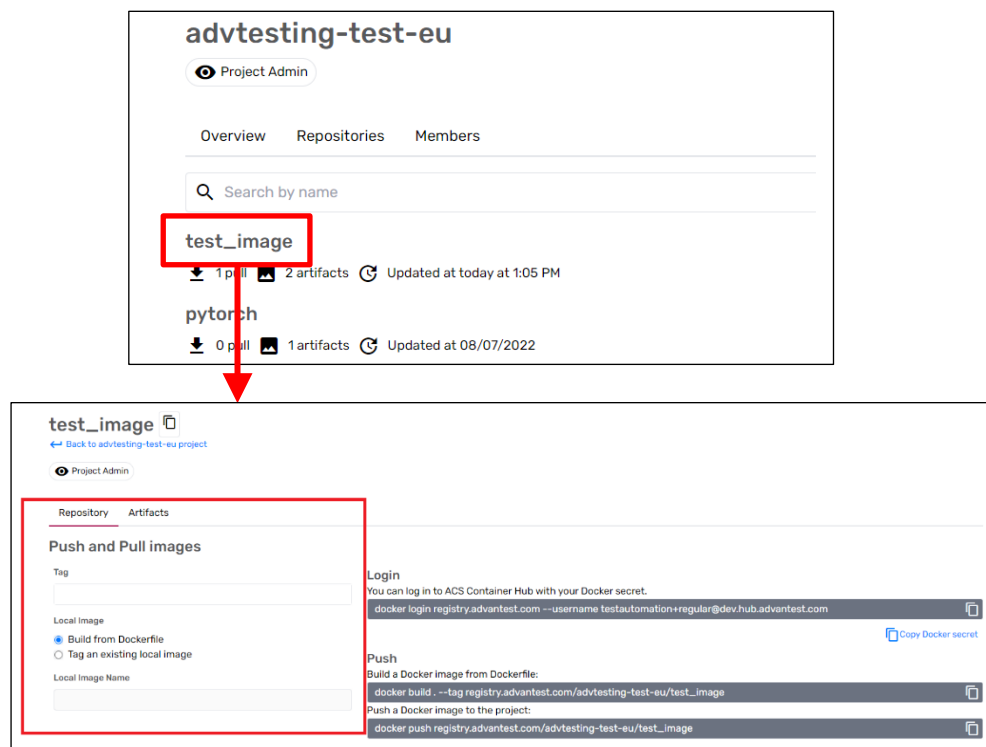 advtesting-test-eu
Project Admin
Overview Repositories Members
Search by name
test_image
1 pull 2 artifacts Updated at today at 1:05 PM
pytorch
0 pull 1 artifacts Updated at 08/07/2022
test_image
Back to advtesting-test-eu project
Project Admin
Repository Artifacts
Push and Pull images
Tag
Local Image
Build from Dockerfile
Tag an existing local image
Local Image Name
Login
You can log in to ACS Container Hub with your Docker secret.
docker login registry.advantest.com --username testautomation+regular@dev.hub.advantest.com
Copy Docker secret
Push
Build a Docker image from Dockerfile:
docker build . --tag registry.advantest.com/advtesting-test-eu/test_image
Push a Docker image to the project:
docker push registry.advantest.com/advtesting-test-eu/test_image